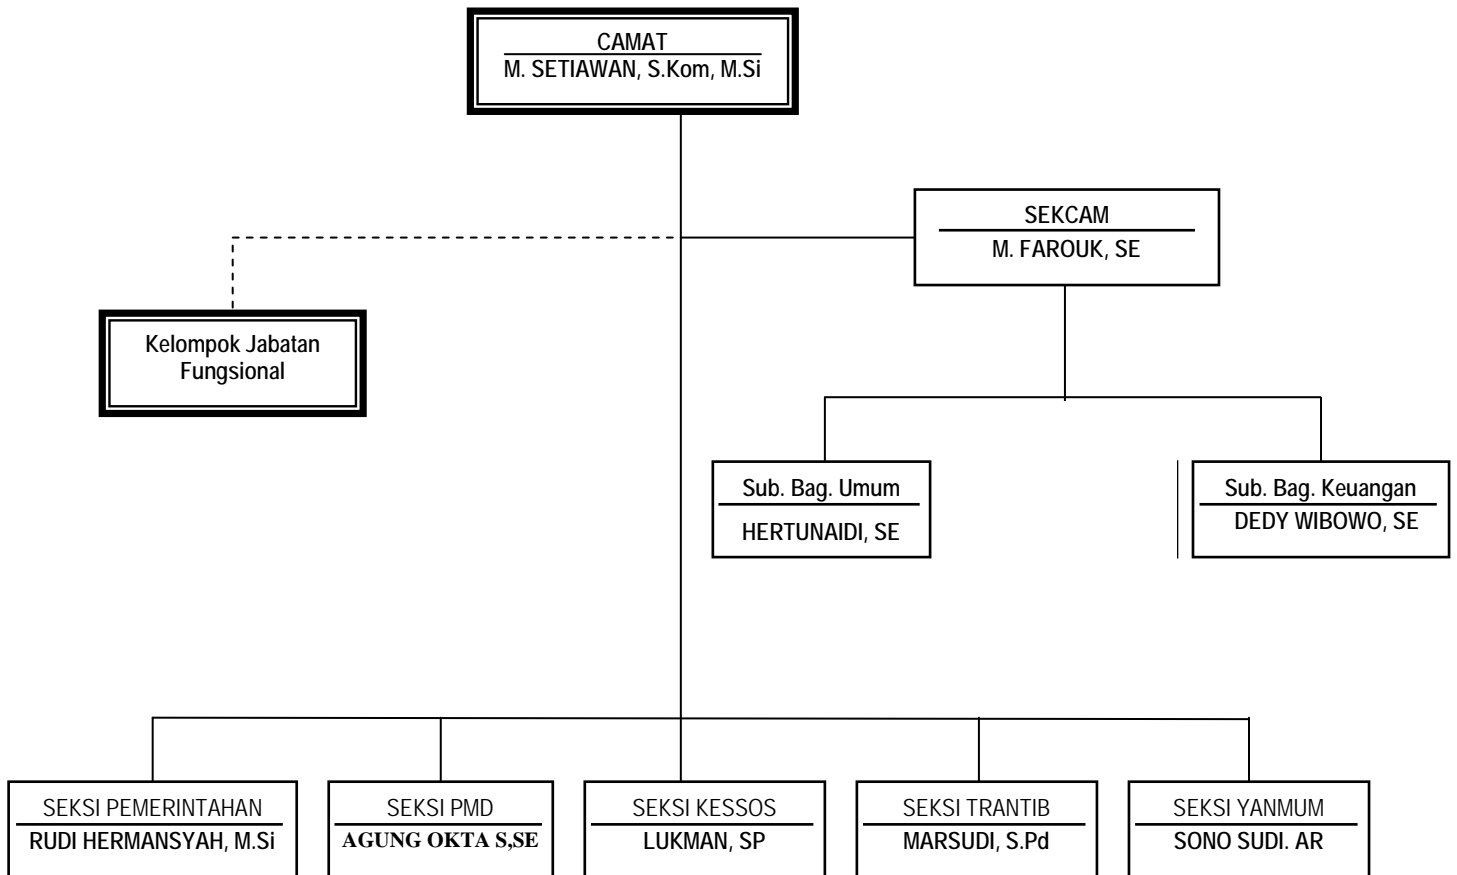 CAMAT
M. SETIAWAN, S.Kom, M.Si
SEKCAM
M. FAROUK, SE
Kelompok Jabatan
Fungsional
Sub. Bag. Umum
HERTUNAIDI, SE
Sub. Bag. Keuangan
DEDY WIBOWO, SE
SEKSI PEMERINTAHAN
RUDI HERMANSYAH, M.Si
SEKSI PMD
AGUNG OKTA S,SE
SEKSI KESSOS
LUKMAN, SP
SEKSI TRANTIB
MARSUDI, S.Pd
SEKSI YANMUM
SONO SUDI. AR